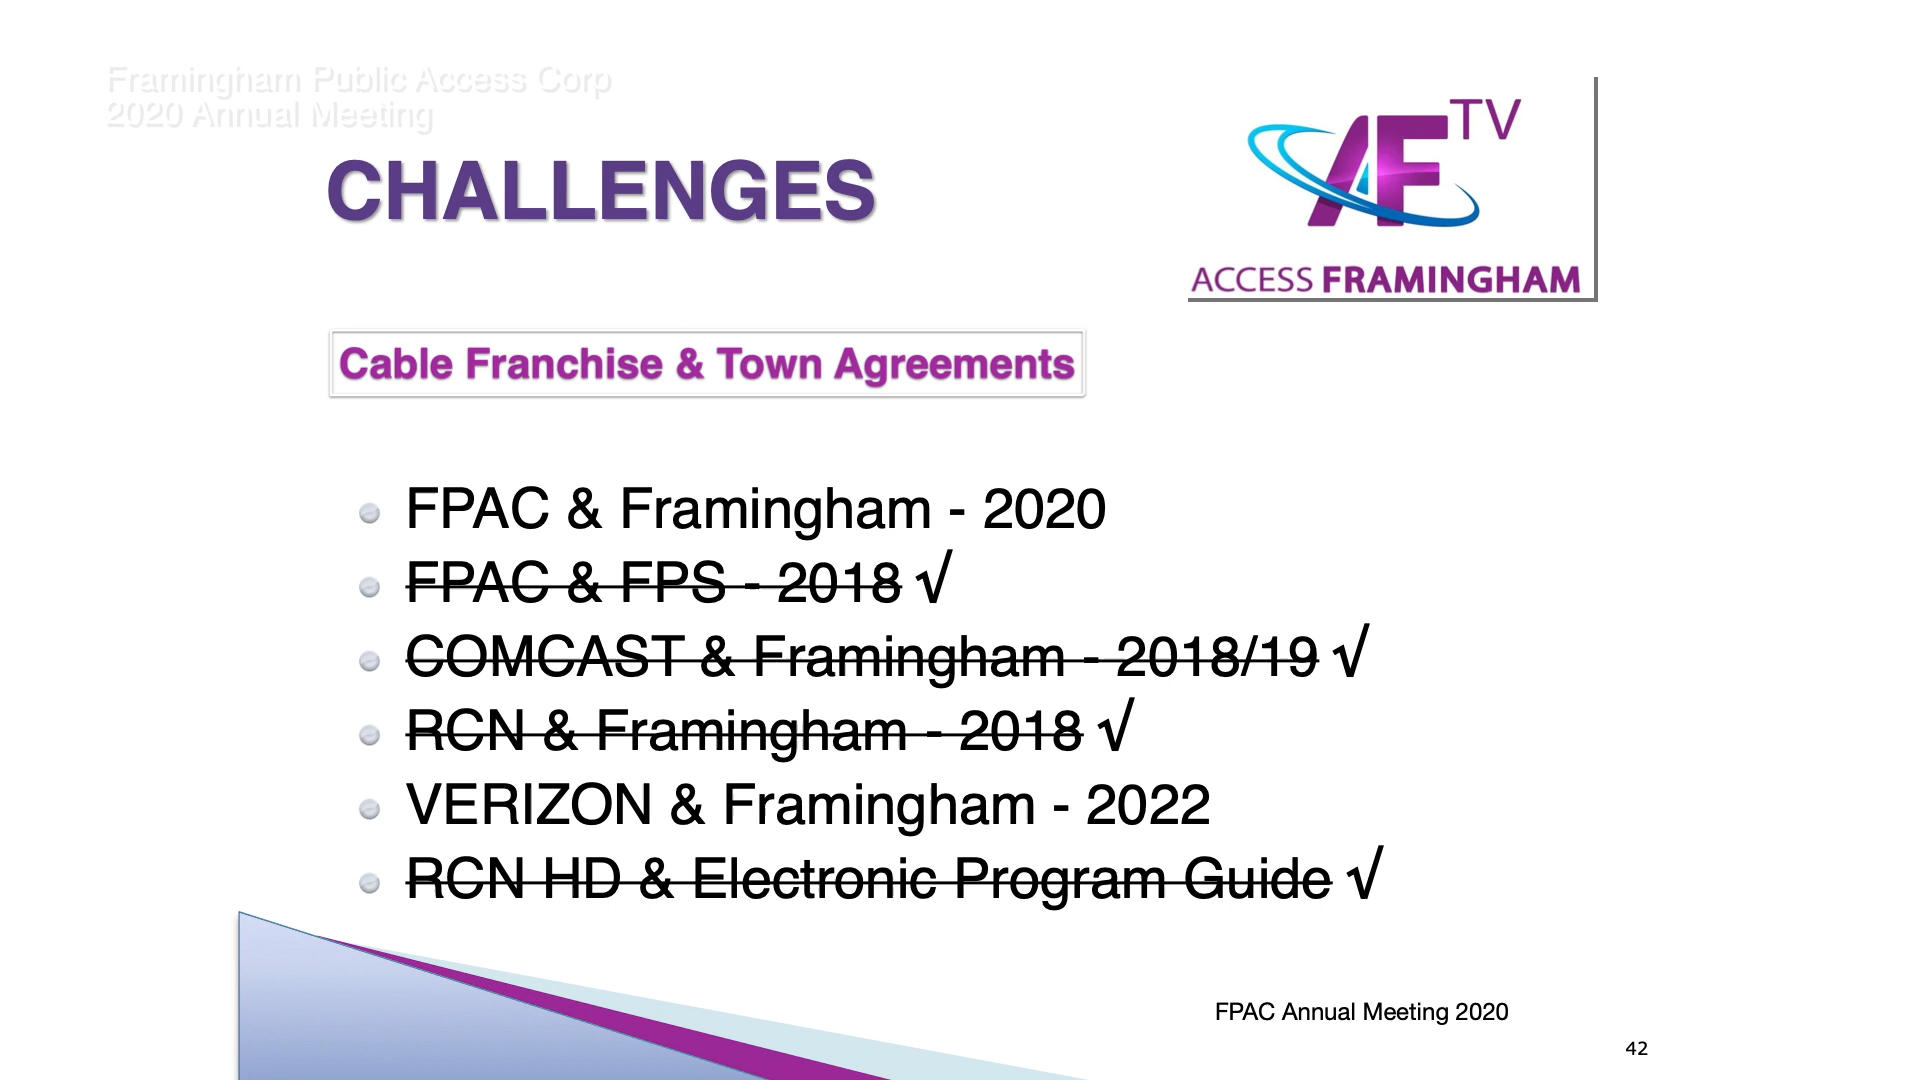 Framingham Public Access Corp
2020 Annual Meeting
CHALLENGES
AF TV
ACCESS FRAMINGHAM
Cable Franchise & Town Agreements
FPAC & Framingham - 2020
FPAC & FPS - 2018 √
COMCAST & Framingham - 2018/19 √
RCN & Framingham - 2018 √
VERIZON & Framingham - 2022
RCN HD & Electronic Program Guide √
FPAC Annual Meeting 2020
42